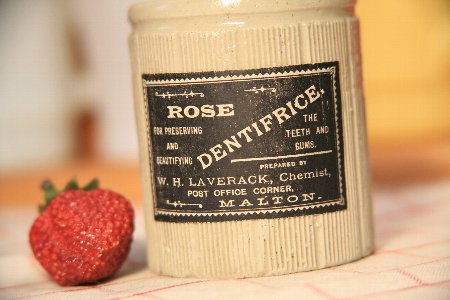 ROSE
DENTIFRICE.
FOR PRESERVING
AND
BEAUTIFYING
THE
TEETH AND
GUMS.
PREPARED BY
W. H. LAVERACK, Chemist,
POST OFFICE CORNER,
MALTON.